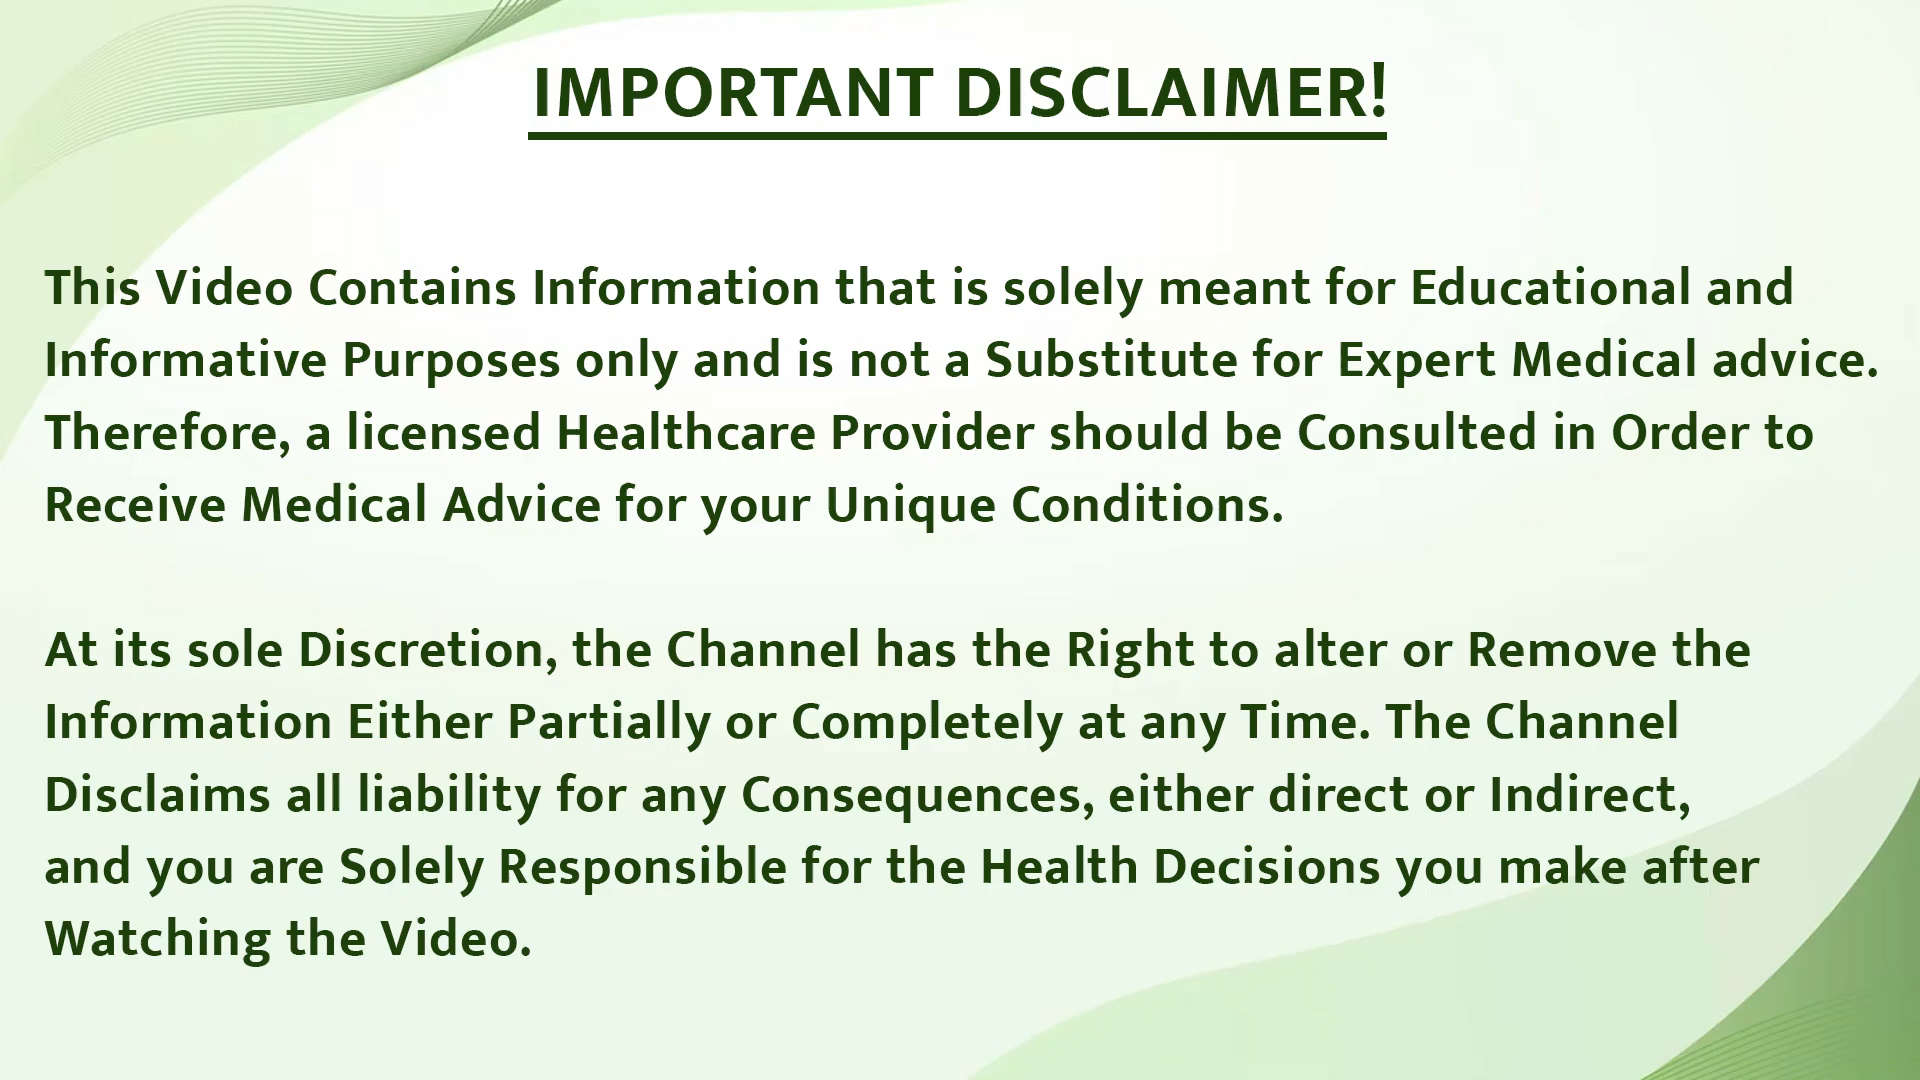 IMPORTANT DISCLAIMER!
This Video Contains Information that is solely meant for Educational and
Informative Purposes only and is not a Substitute for Expert Medical advice.
Therefore, a licensed Healthcare Provider should be Consulted in Order to
Receive Medical Advice for your Unique Conditions.
At its sole Discretion, the Channel has the Right to alter or Remove the
Information Either Partially or Completely at any Time. The Channel
Disclaims all liability for any Consequences, either direct or Indirect,
and you are Solely Responsible for the Health Decisions you make after
Watching the Video.